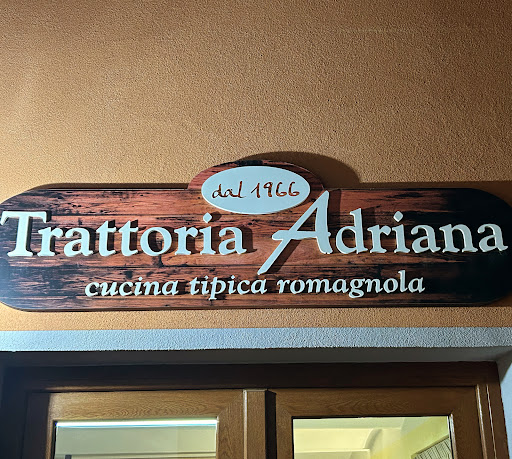 dal 1966
Trattoria Adriana
cucina tipica romagnola